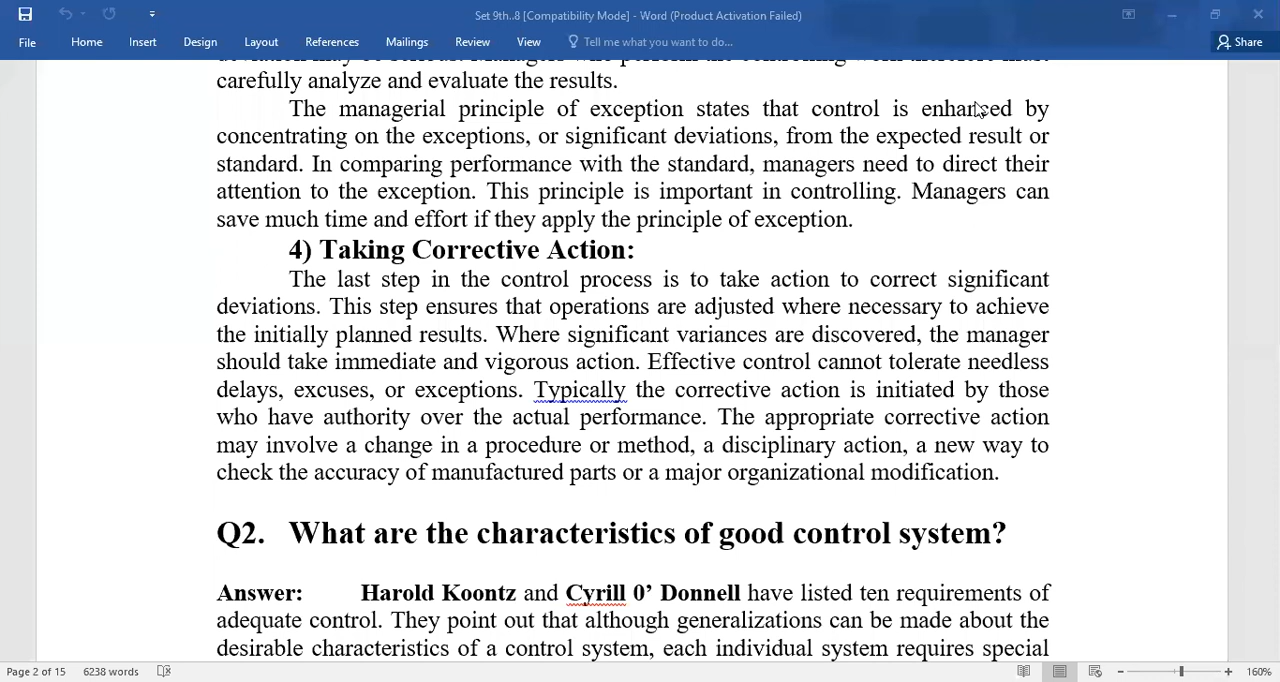 Set 9th..8 [Compatibility Mode] - Word (Product Activation Failed)
File Home Insert Design Layout References Mailings Review View Tell me what you want to do... Share
carefully analyze and evaluate the results.
The managerial principle of exception states that control is enhanced by
concentrating on the exceptions, or significant deviations, from the expected result or
standard. In comparing performance with the standard, managers need to direct their
attention to the exception. This principle is important in controlling. Managers can
save much time and effort if they apply the principle of exception.
4) Taking Corrective Action:
The last step in the control process is to take action to correct significant
deviations. This step ensures that operations are adjusted where necessary to achieve
the initially planned results. Where significant variances are discovered, the manager
should take immediate and vigorous action. Effective control cannot tolerate needless
delays, excuses, or exceptions. Typically the corrective action is initiated by those
who have authority over the actual performance. The appropriate corrective action
may involve a change in a procedure or method, a disciplinary action, a new way to
check the accuracy of manufactured parts or a major organizational modification.
Q2. What are the characteristics of good control system?
Answer: Harold Koontz and Cyrill 0’ Donnell have listed ten requirements of
adequate control. They point out that although generalizations can be made about the
desirable characteristics of a control system, each individual system requires special
Page 2 of 15 6238 words 160%